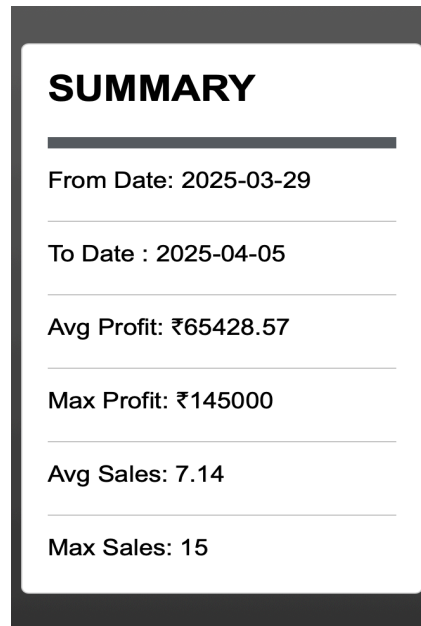 SUMMARY
From Date: 2025-03-29
To Date : 2025-04-05
Avg Profit: ₹65428.57
Max Profit: ₹145000
Avg Sales: 7.14
Max Sales: 15